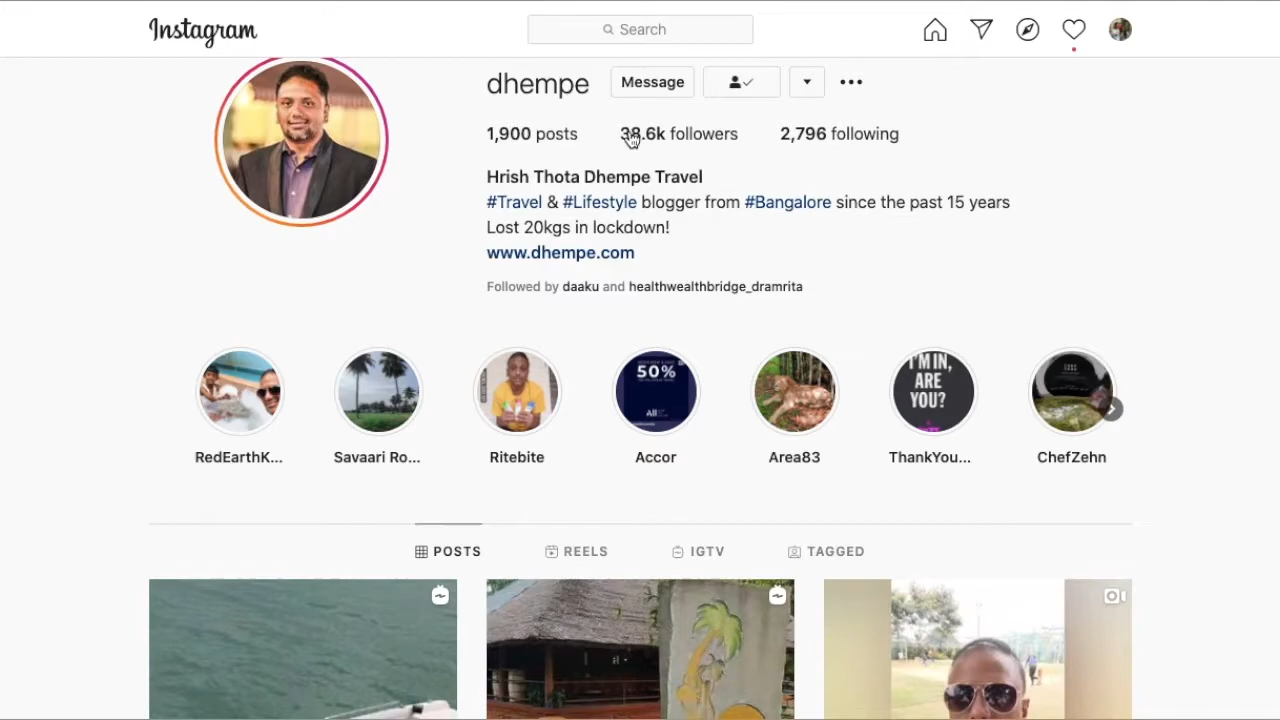 Instagram
Search
dhempe
Message
1,900 posts
38.6k followers
2,796 following
Hrish Thota Dhempe Travel
#Travel & #Lifestyle blogger from #Bangalore since the past 15 years
Lost 20kgs in lockdown!
www.dhempe.com
Followed by daaku and healthwealthbridge_dramrita
50%
All
I'M IN,
ARE
YOU?
RedEarthK...
Savaari Ro...
Ritebite
Accor
Area83
ThankYou...
ChefZehn
POSTS
REELS
IGTV
TAGGED